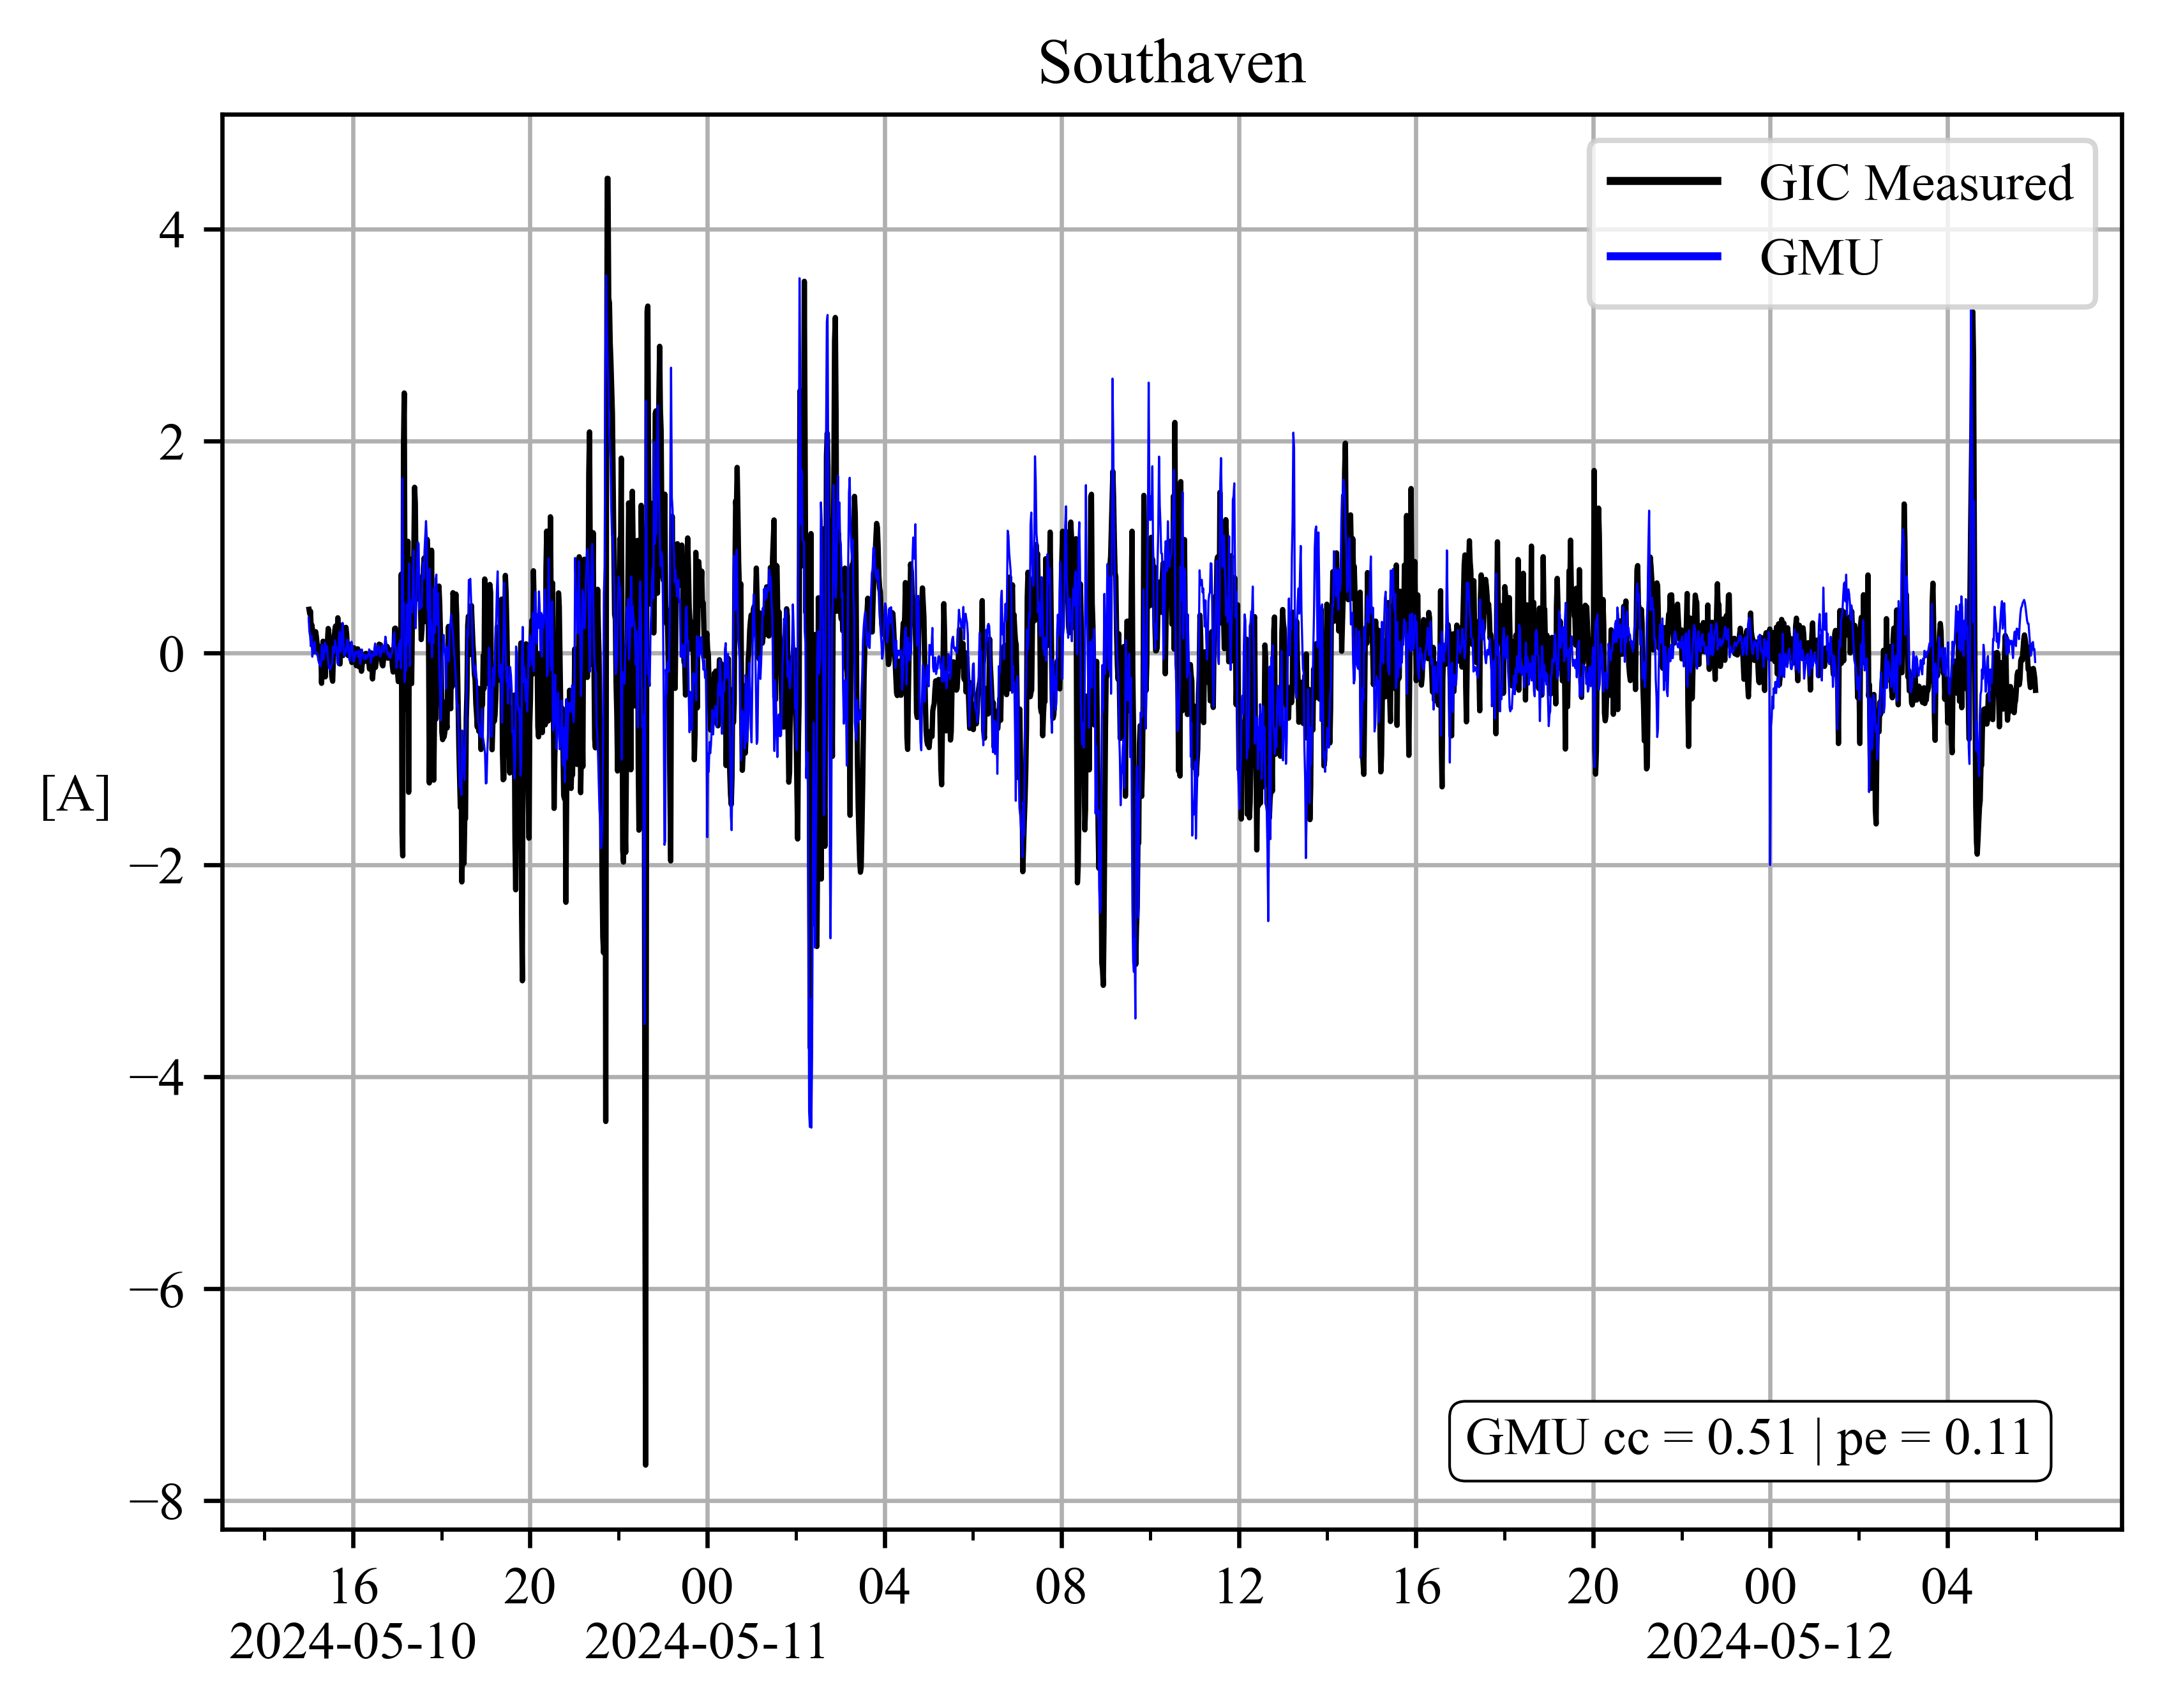 Southaven
GIC Measured
GMU
4
2
0
−2
−4
−6
−8
[A]
GMU cc = 0.51 | pe = 0.11
16 20 00 04 08 12 16 20 00 04
2024-05-10 2024-05-11 2024-05-12